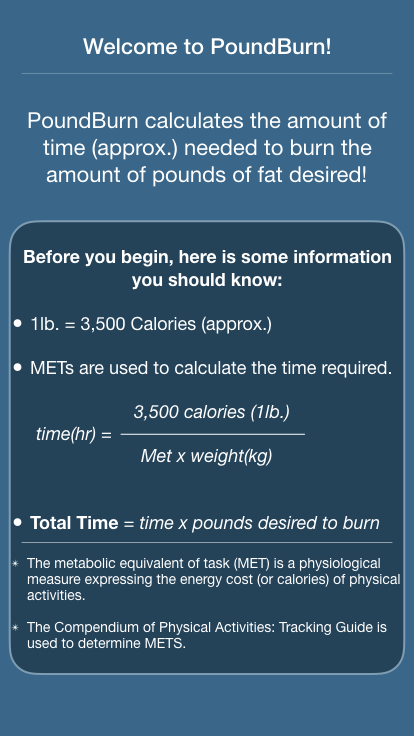 Welcome to PoundBurn!
PoundBurn calculates the amount of
time (approx.) needed to burn the
amount of pounds of fat desired!
Before you begin, here is some information
you should know:
• 1lb. = 3,500 Calories (approx.)
• METs are used to calculate the time required.
3,500 calories (1lb.)
time(hr) =
Met x weight(kg)
• Total Time = time x pounds desired to burn
* The metabolic equivalent of task (MET) is a physiological
measure expressing the energy cost (or calories) of physical
activities.
* The Compendium of Physical Activities: Tracking Guide is
used to determine METS.